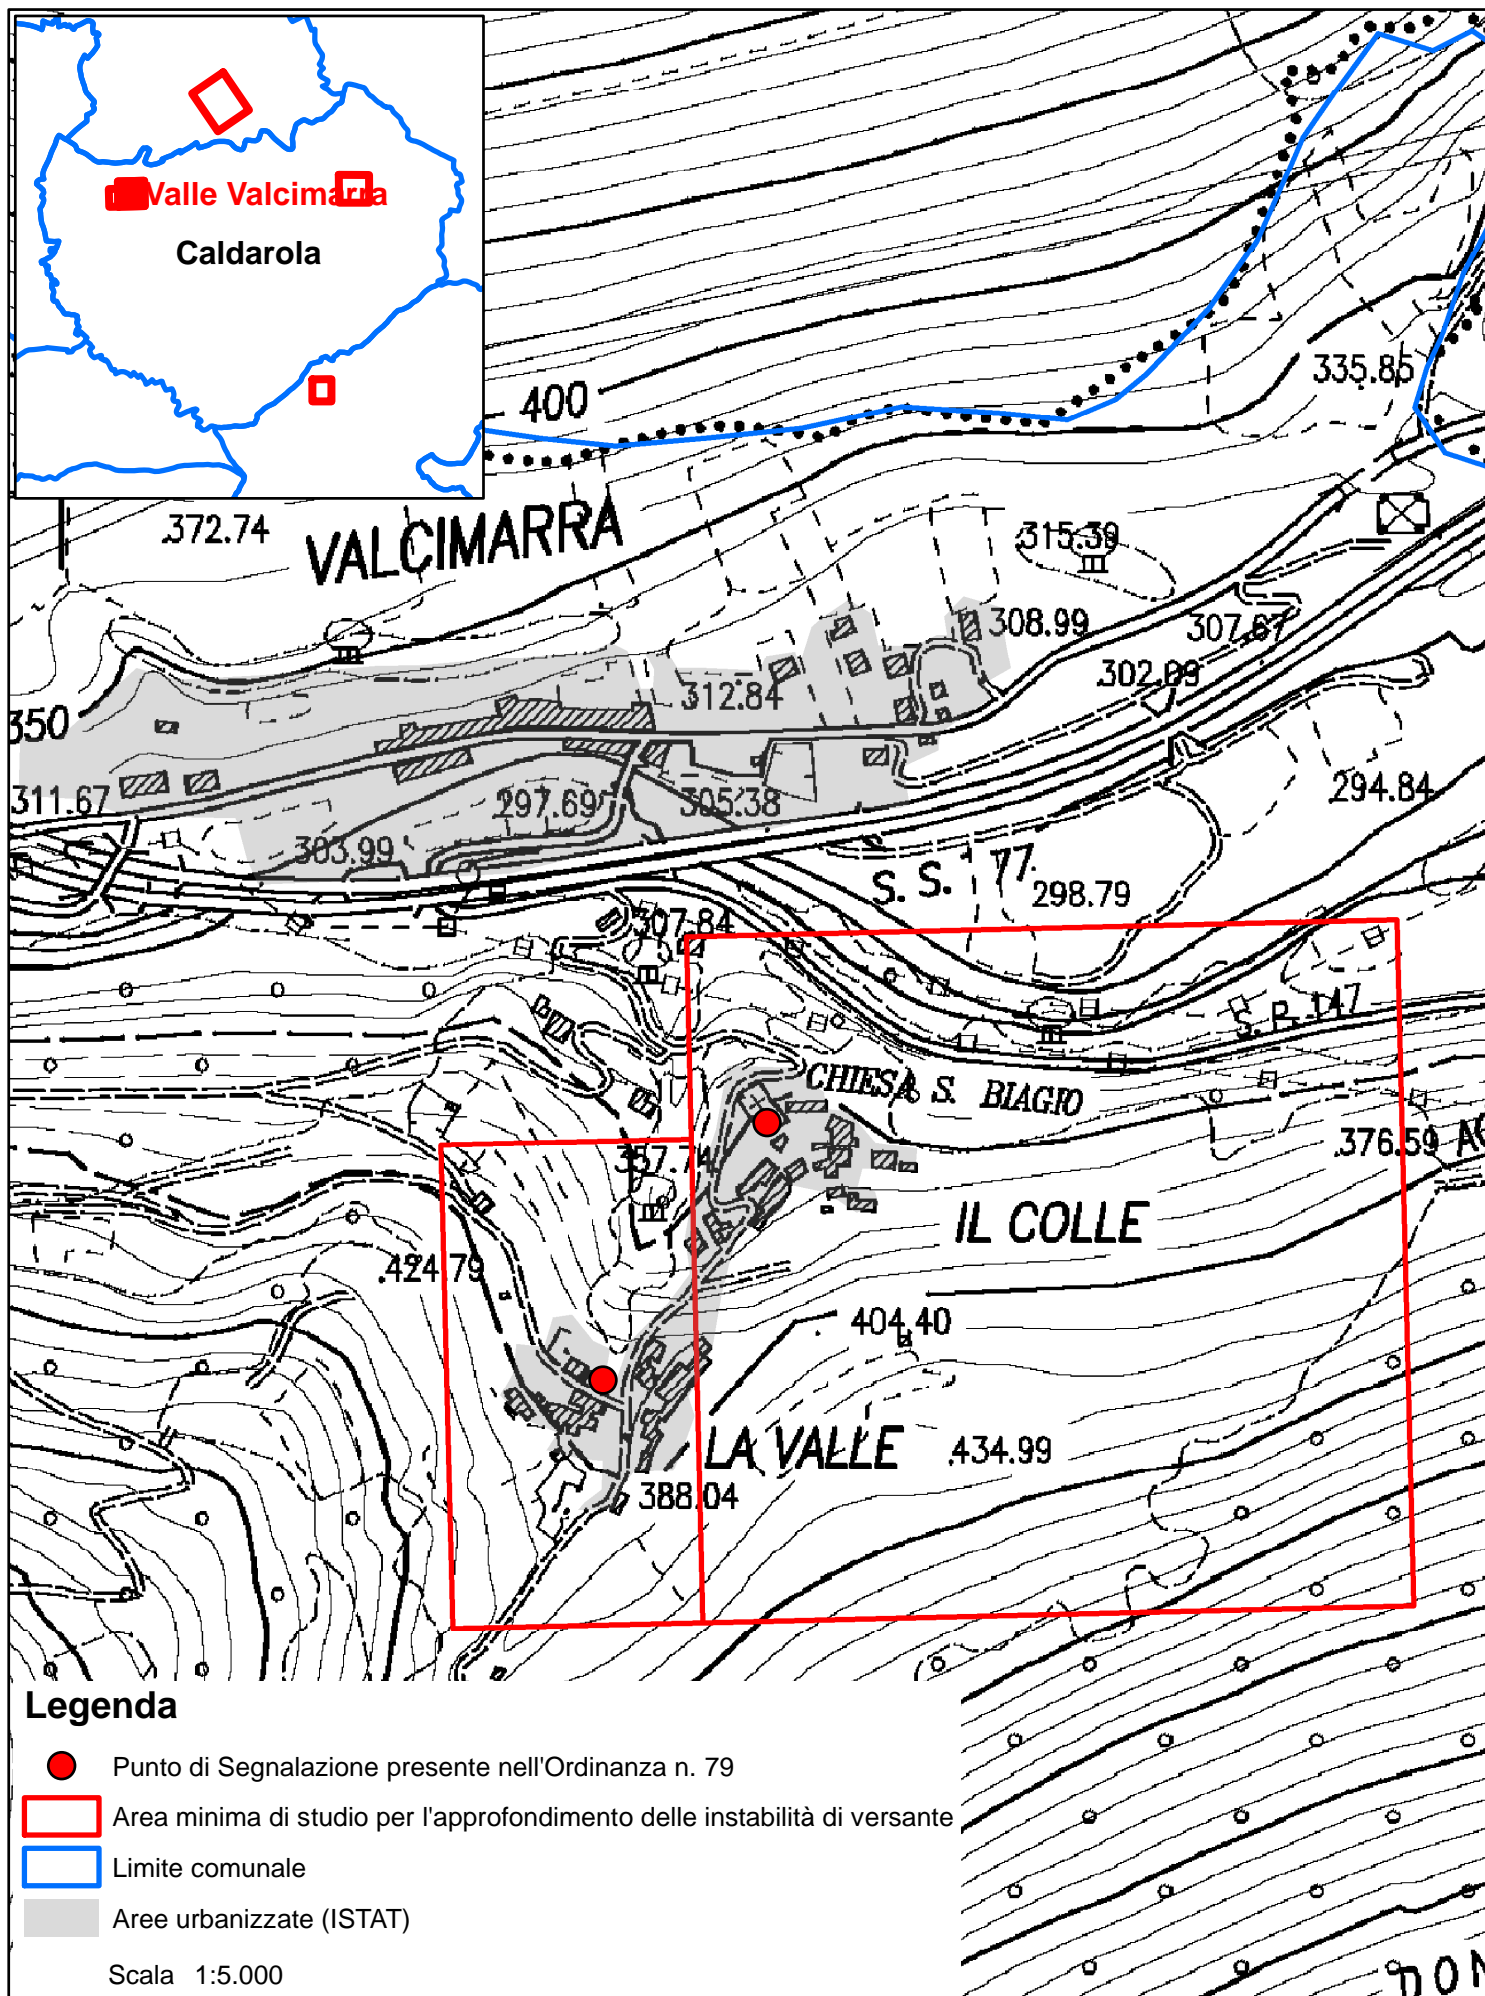 Valle Valcimarra
Caldarola
400
335.85
.372.74
VALCIMARRA
.315.39
308.99
307.67
.302.09
312.84
350
311.67
297.69
305.38
294.84
303.99
S. S. 77
298.79
307.84
S. P. 147
CHIESA S. BIAGIO
376.59
357.74
IL COLLE
.424.79
404.40
LA VALLE
.434.99
388.04
Legenda
Punto di Segnalazione presente nell'Ordinanza n. 79
Area minima di studio per l'approfondimento delle instabilità di versante
Limite comunale
Aree urbanizzate (ISTAT)
Scala 1:5.000
DON